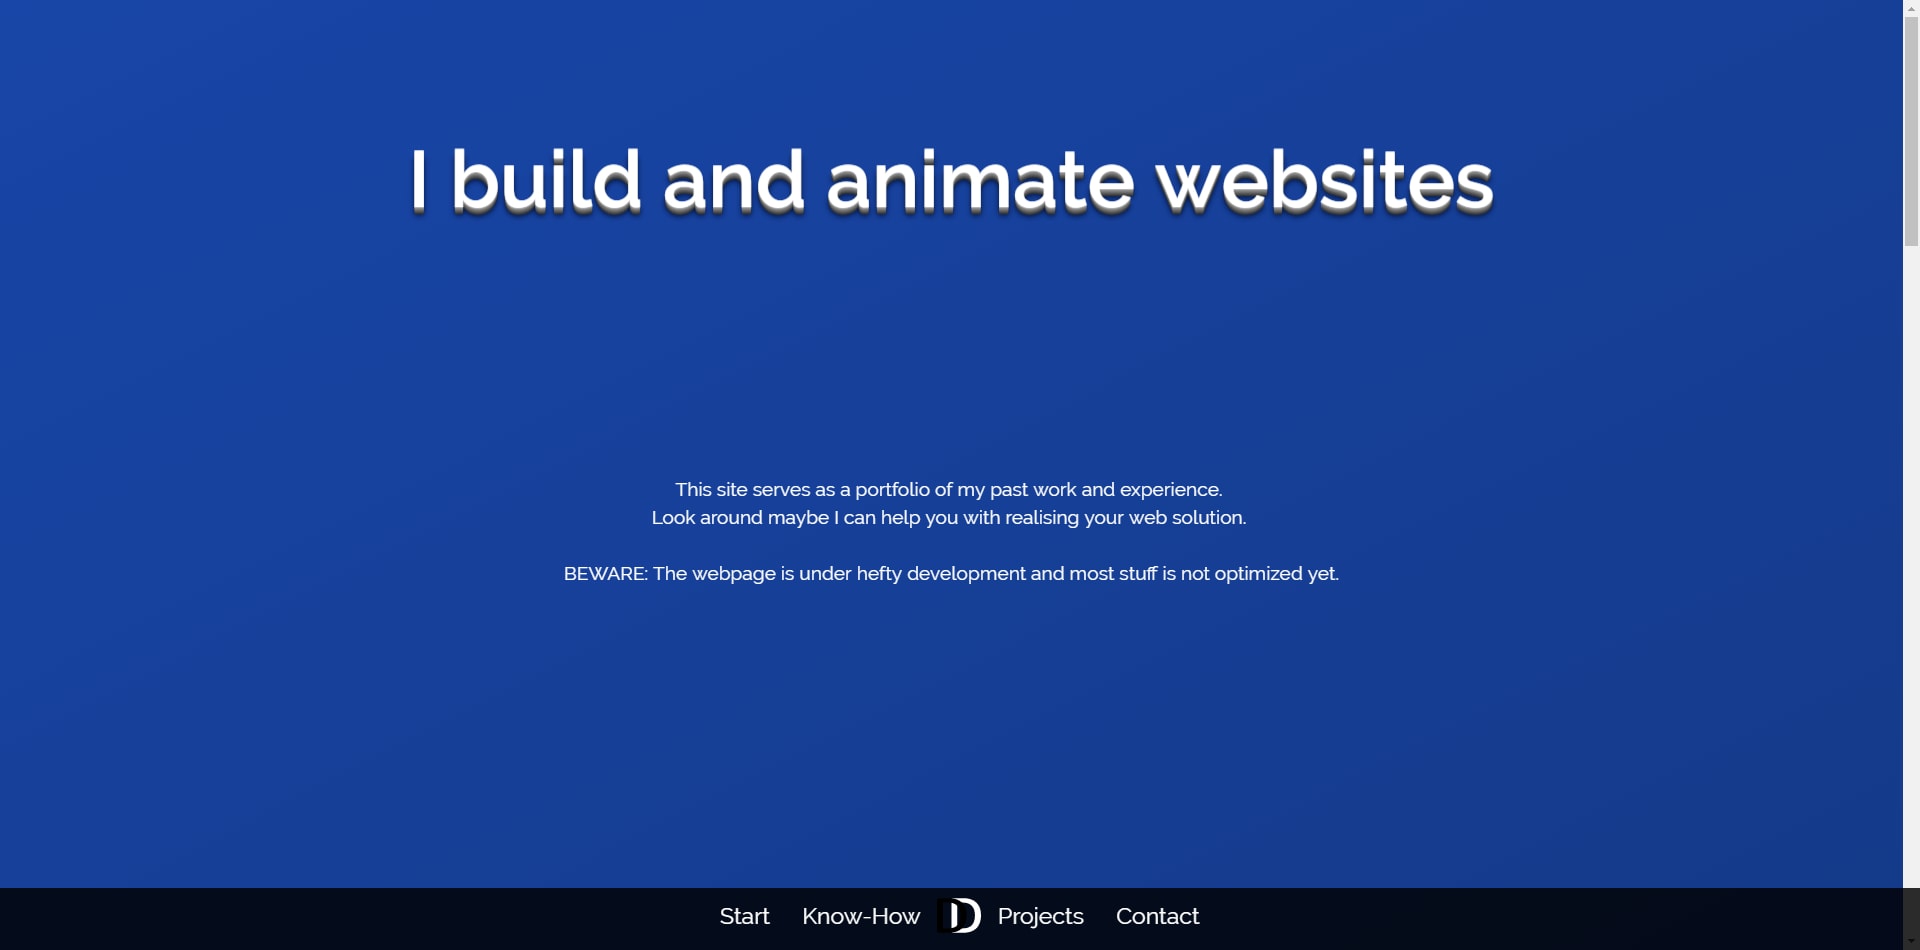 I build and animate websites
This site serves as a portfolio of my past work and experience.
Look around maybe I can help you with realising your web solution.
BEWARE: The webpage is under hefty development and most stuff is not optimized yet.
Start Know-How DD Projects Contact